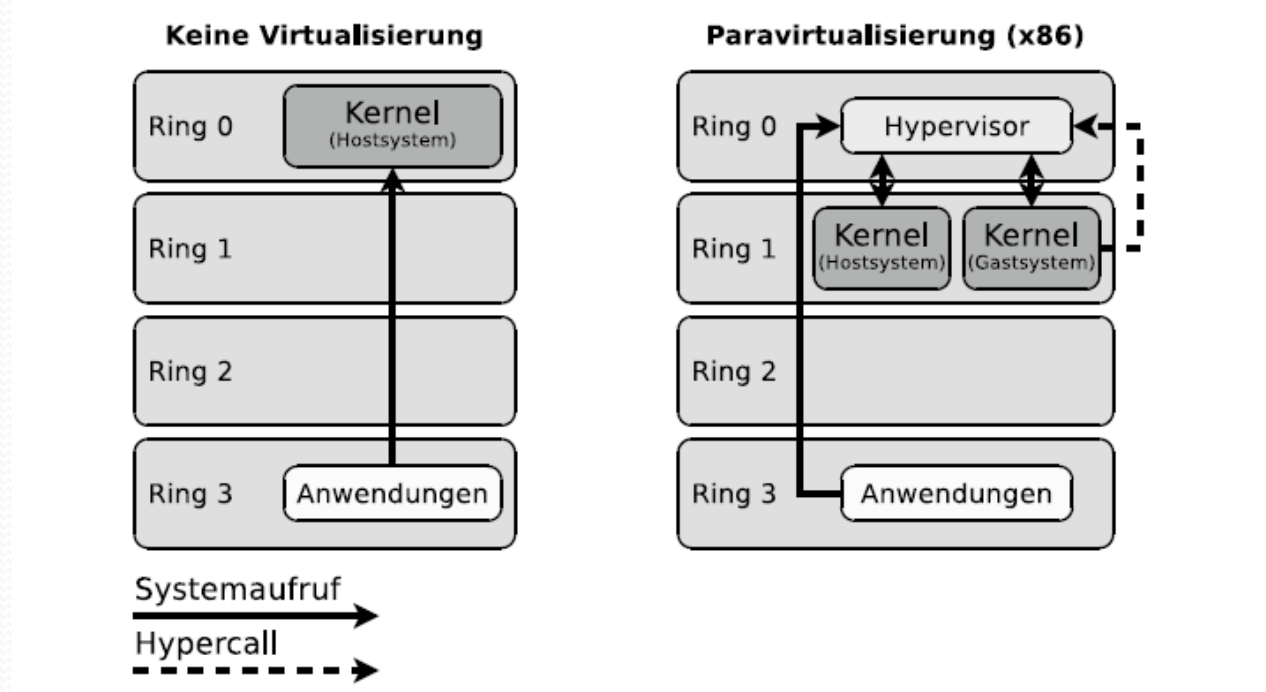 Keine Virtualisierung
Ring 0
Kernel
(Hostsystem)
Ring 1
Ring 2
Ring 3
Anwendungen
Paravirtualisierung (x86)
Ring 0
Hypervisor
Ring 1
Kernel
(Hostsystem)
Kernel
(Gastsystem)
Ring 2
Ring 3
Anwendungen
Systemaufruf
Hypercall